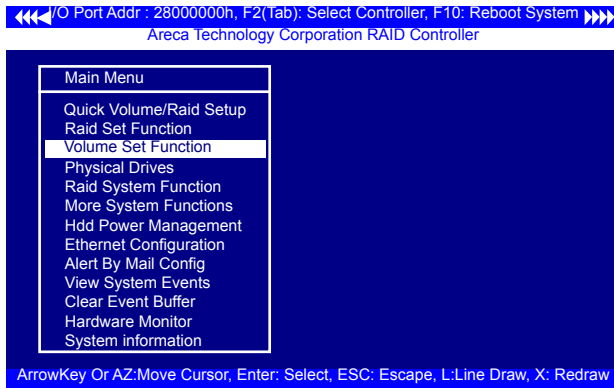 I/O Port Addr : 28000000h, F2(Tab): Select Controller, F10: Reboot System
Areca Technology Corporation RAID Controller
Main Menu
Quick Volume/Raid Setup
Raid Set Function
Volume Set Function
Physical Drives
Raid System Function
More System Functions
Hdd Power Management
Ethernet Configuration
Alert By Mail Config
View System Events
Clear Event Buffer
Hardware Monitor
System information
ArrowKey Or AZ:Move Cursor, Enter: Select, ESC: Escape, L:Line Draw, X: Redraw